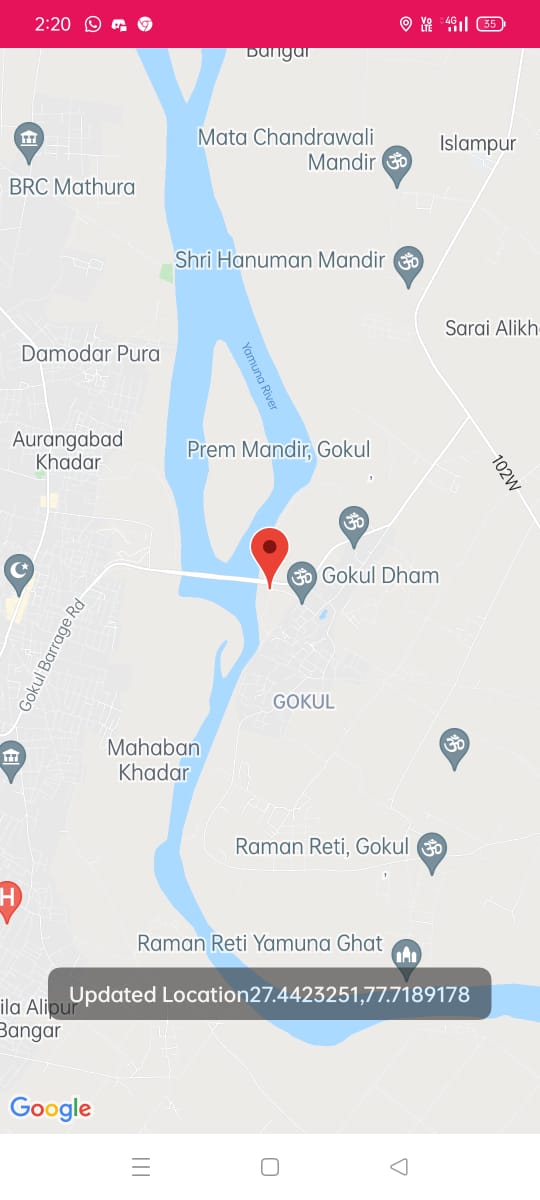 2:20
Vo
LTE
4G
35
Bangar
Mata Chandrawali
Mandir
Islampur
BRC Mathura
Shri Hanuman Mandir
Sarai Alikh
Damodar Pura
Yamuna River
Aurangabad
Khadar
Prem Mandir, Gokul
,
102W
Gokul Dham
Gokul Barrage Rd
GOKUL
Mahaban
Khadar
Raman Reti, Gokul
,
H
Raman Reti Yamuna Ghat
Updated Location27.4423251,77.7189178
ila Alipur
Bangar
Google